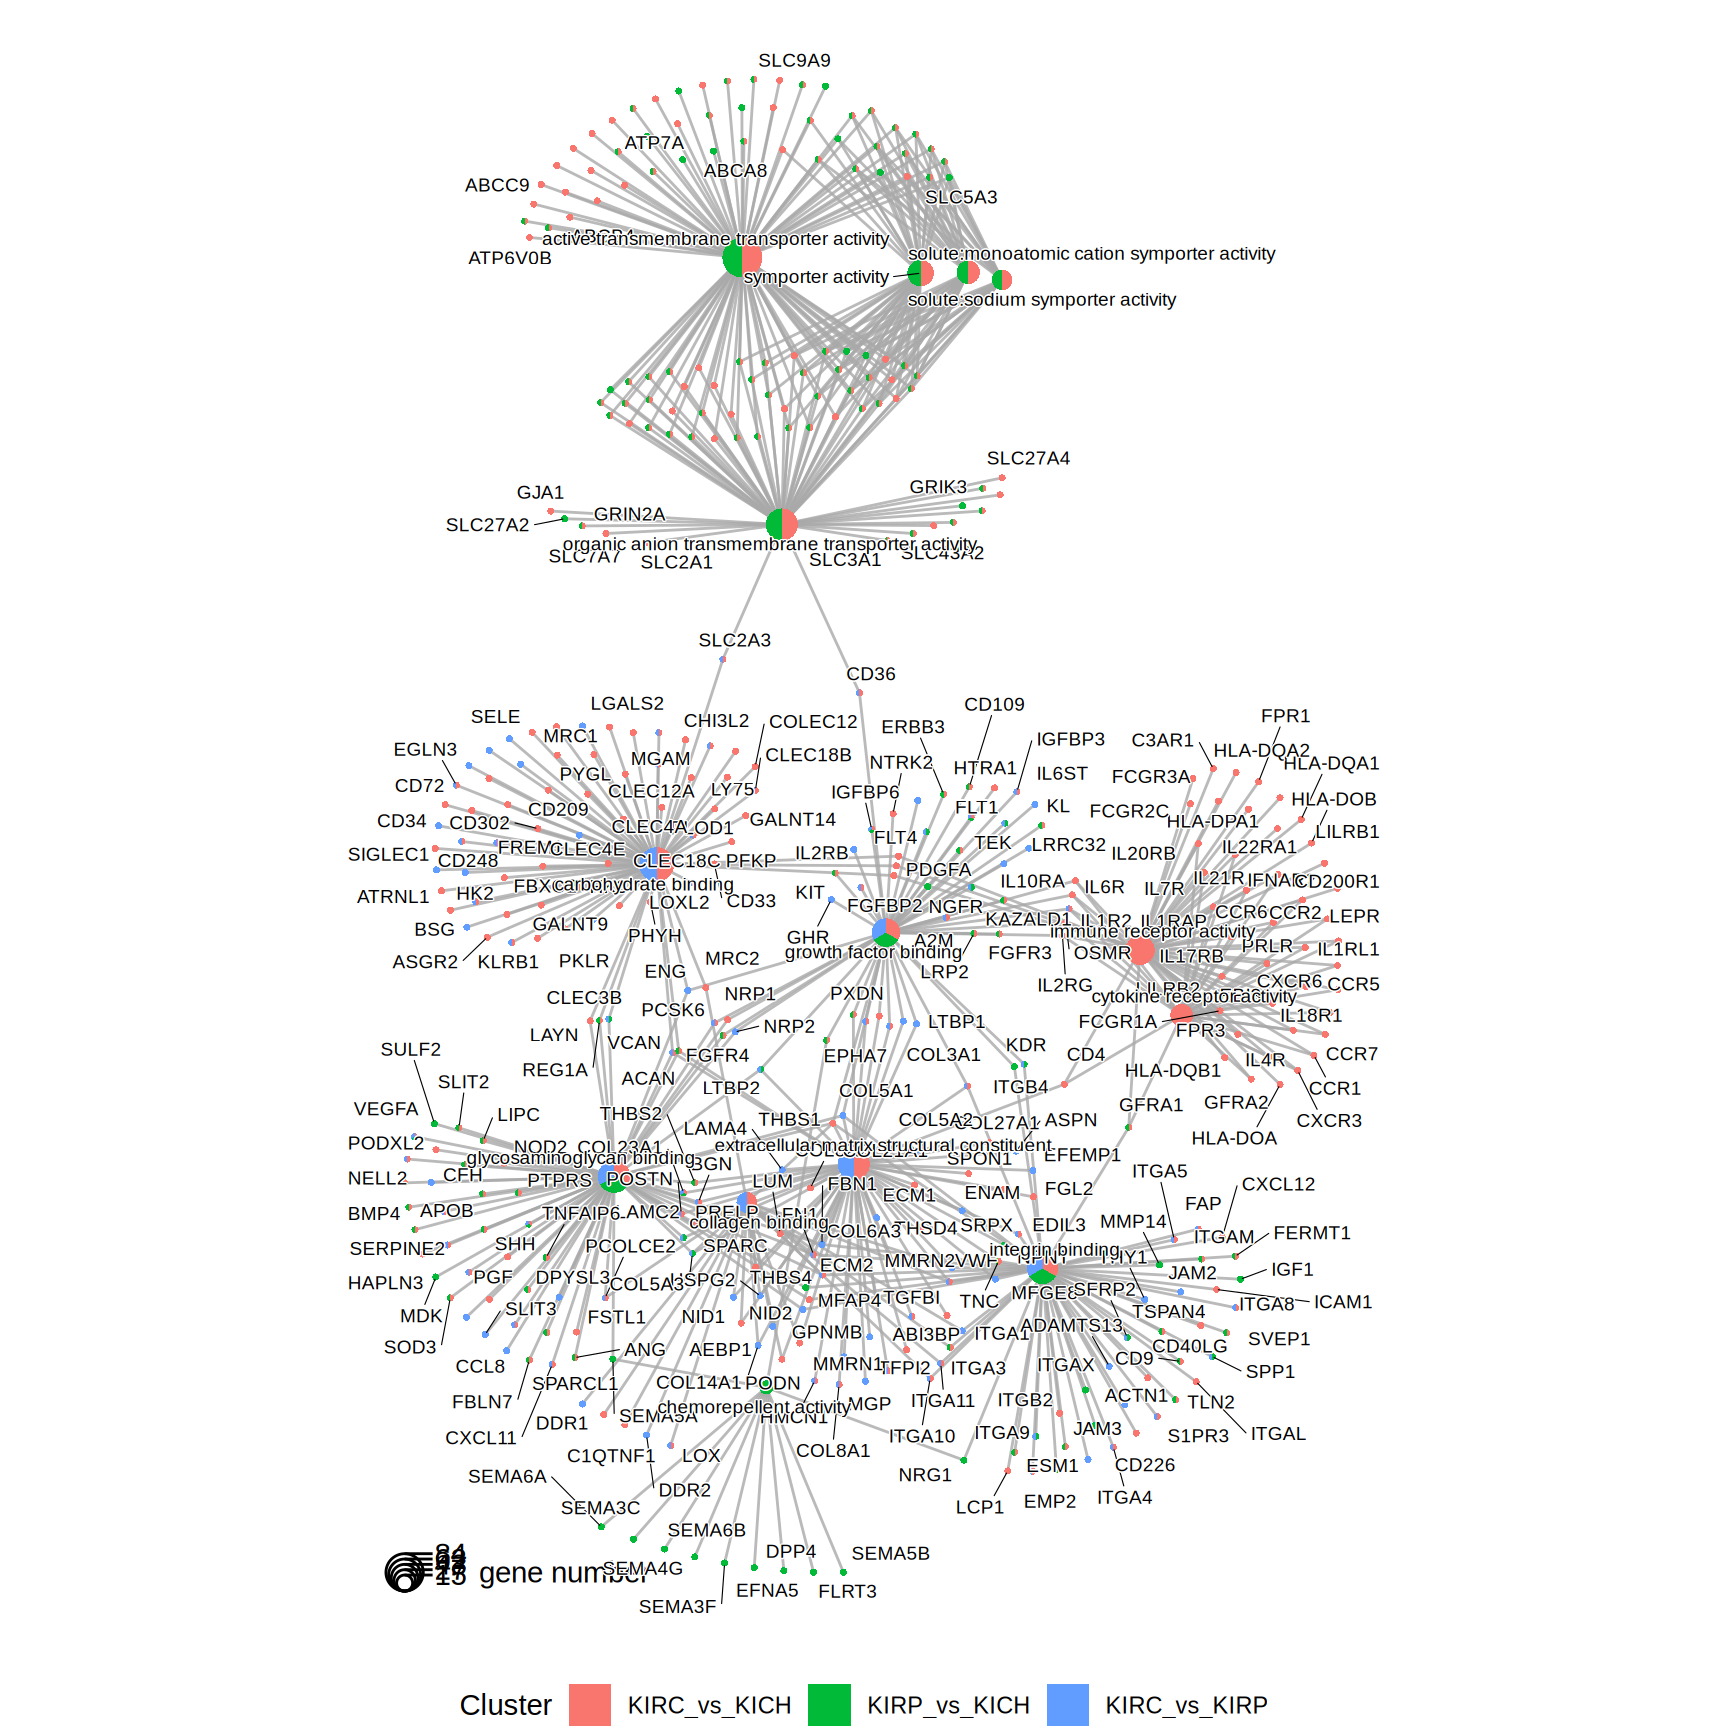 SLC9A9
ATP7A
ABCA8
ABCC9
SLC5A3
active transmembrane transporter activity
ATP6V0B
solute:monoatomic cation symporter activity
symporter activity
solute:sodium symporter activity
SLC27A4
GRIK3
GJA1
GRIN2A
SLC27A2
organic anion transmembrane transporter activity
SLC7A7
SLC2A1
SLC3A1
SLC43A2
SLC2A3
CD36
LGALS2
CD109
SELE
CHI3L2
COLEC12
ERBB3
FPR1
MRC1
IGFBP3
C3AR1
EGLN3
MGAM
CLEC18B
NTRK2
HTRA1
HLA-DQA2
HLA-DQA1
PYGL
IL6ST
FCGR3A
CD72
CLEC12A
LY75
IGFBP6
FLT1
KL
FCGR2C
HLA-DOB
CD209
CD34
CD302
CLEC4A
GALNT14
FLT4
HLA-DPA1
LILRB1
FREM1
CLEC4E
TEK
LRRC32
IL22RA1
SIGLEC1
CD248
CLEC18C
PFKP
IL2RB
IL20RB
PDGFA
carbohydrate binding
IL10RA
IL6R
IL7R
IL21R
CD200R1
ATRNL1
HK2
LOXL2
CD33
KIT
FGFBP2
NGFR
KAZALD1
IL1R2
IL1RAP
CCR6
CCR2
LEPR
BSG
GALNT9
PHYH
GHR
A2M
immune receptor activity
growth factor binding
FGFR3
OSMR
IL17RB
PRLR
IL1RL1
ASGR2
KLRB1
PKLR
ENG
MRC2
LRP2
IL2RG
CXCR6
CCR5
CLEC3B
PCSK6
NRP1
PXDN
LILRB2
cytokine receptor activity
LAYN
VCAN
NRP2
LTBP1
FCGR1A
FPR3
IL18R1
SULF2
REG1A
FGFR4
EPHA7
COL3A1
KDR
CD4
IL4R
CCR7
SLIT2
ACAN
LTBP2
COL5A1
ITGB4
HLA-DQB1
CCR1
VEGFA
LIPC
THBS2
THBS1
GFRA1
GFRA2
CXCR3
PODXL2
NOD2
COL23A1
LAMA4
COL5A2
COL27A1
ASPN
HLA-DOA
glycosaminoglycan binding
extracellular matrix structural constituent
BGN
SPON1
EFEMP1
NELL2
CFH
PTPRS
POSTN
LUM
FBN1
ECM1
ENAM
FGL2
ITGA5
BMP4
APOB
TNFAIP6
LAMC2
PRELP
FN1
FAP
CXCL12
collagen binding
COL6A3
THSD4
SRPX
EDIL3
MMP14
ITGAM
FERMT1
SERPINE2
SHH
PCOLCE2
SPARC
ECM2
MMRN2
VWF
integrin binding
THY1
JAM2
IGF1
HAPLN3
PGF
DPYSL3
COL5A3
HSPG2
THBS4
MFAP4
TGFBI
TNC
MFGE8
SFRP2
TSPAN4
ITGA8
ICAM1
MDK
SLIT3
FSTL1
NID1
NID2
GPNMB
ABI3BP
ITGA1
ADAMTS13
CD40LG
SVEP1
SOD3
CCL8
ANG
AEBP1
MMRN1
TFPI2
ITGA3
ITGAX
CD9
SPP1
FBLN7
SPARCL1
COL14A1
PODN
MGP
ITGA11
ITGB2
ACTN1
TLN2
CXCL11
DDR1
SEMA5A
chemorepellent activity
HMCN1
ITGA10
ITGA9
JAM3
S1PR3
ITGAL
C1QTNF1
LOX
COL8A1
NRG1
ESM1
CD226
SEMA6A
DDR2
LCP1
EMP2
ITGA4
SEMA3C
SEMA6B
DPP4
SEMA5B
gene number
SEMA4G
EFNA5
FLRT3
SEMA3F
Cluster
KIRC_vs_KICH
KIRP_vs_KICH
KIRC_vs_KIRP